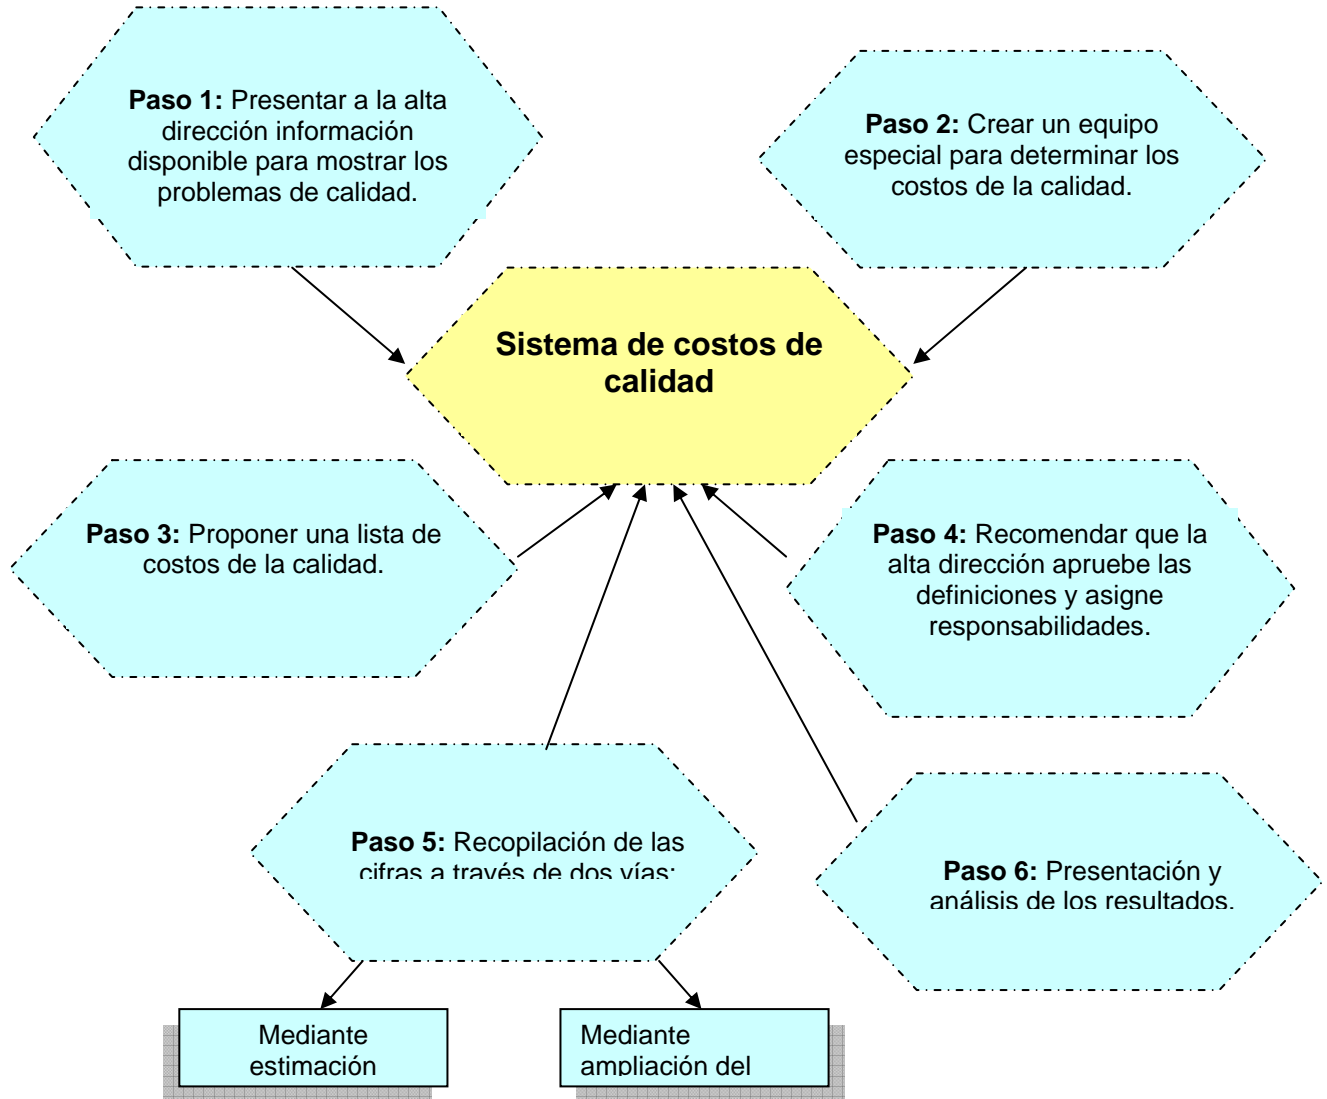 Paso 1: Presentar a la alta
dirección información
disponible para mostrar los
problemas de calidad.
Paso 2: Crear un equipo
especial para determinar los
costos de la calidad.
Sistema de costos de
calidad
Paso 3: Proponer una lista de
costos de la calidad.
Paso 4: Recomendar que la
alta dirección apruebe las
definiciones y asigne
responsabilidades.
Paso 5: Recopilación de las
cifras a través de dos vías:
Paso 6: Presentación y
análisis de los resultados.
Mediante
estimación
Mediante
ampliación del